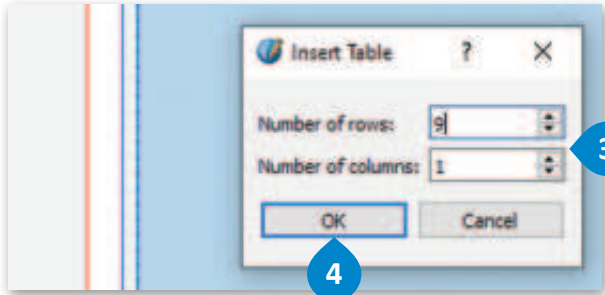 Insert Table ? ×
Number of rows: 9
3
Number of columns: 1
OK Cancel
4